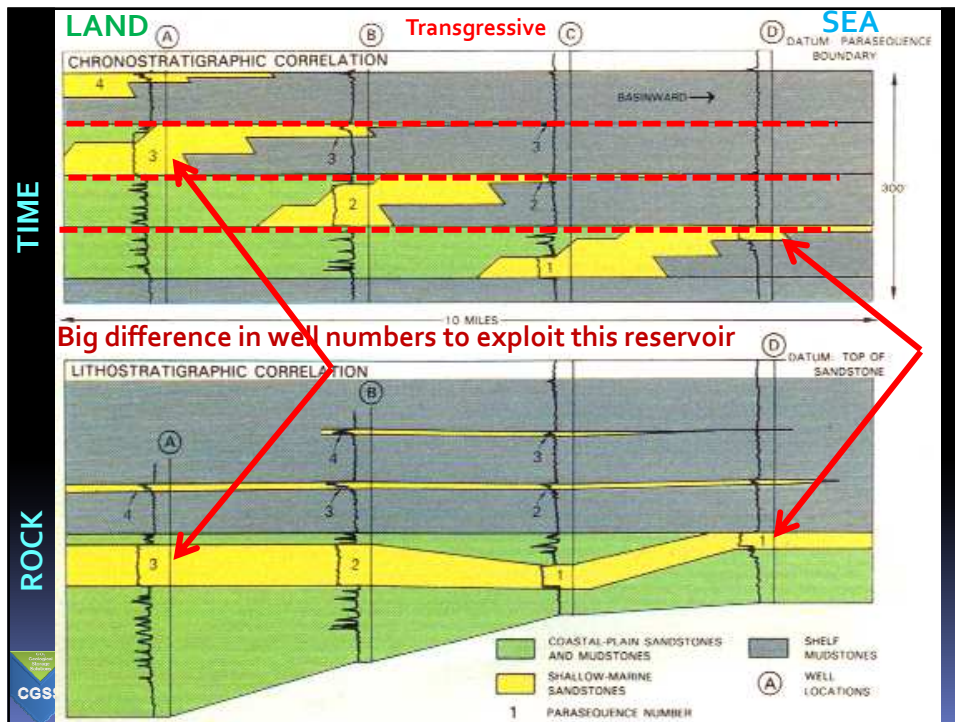 LAND
Transgressive
SEA
A
B
C
D
DATUM: PARASEQUENCE
BOUNDARY
CHRONOSTRATIGRAPHIC CORRELATION
4
BASINWARD
3
3
3
2
2
1
300'
TIME
10 MILES
Big difference in well numbers to exploit this reservoir
LITHOSTRATIGRAPHIC CORRELATION
D
DATUM: TOP OF
SANDSTONE
B
A
4
3
4
3
2
3
2
1
1
ROCK
COASTAL-PLAIN SANDSTONES
AND MUDSTONES
SHELF
MUDSTONES
SHALLOW-MARINE
SANDSTONES
A
WELL
LOCATIONS
1
PARASEQUENCE NUMBER
CGSS